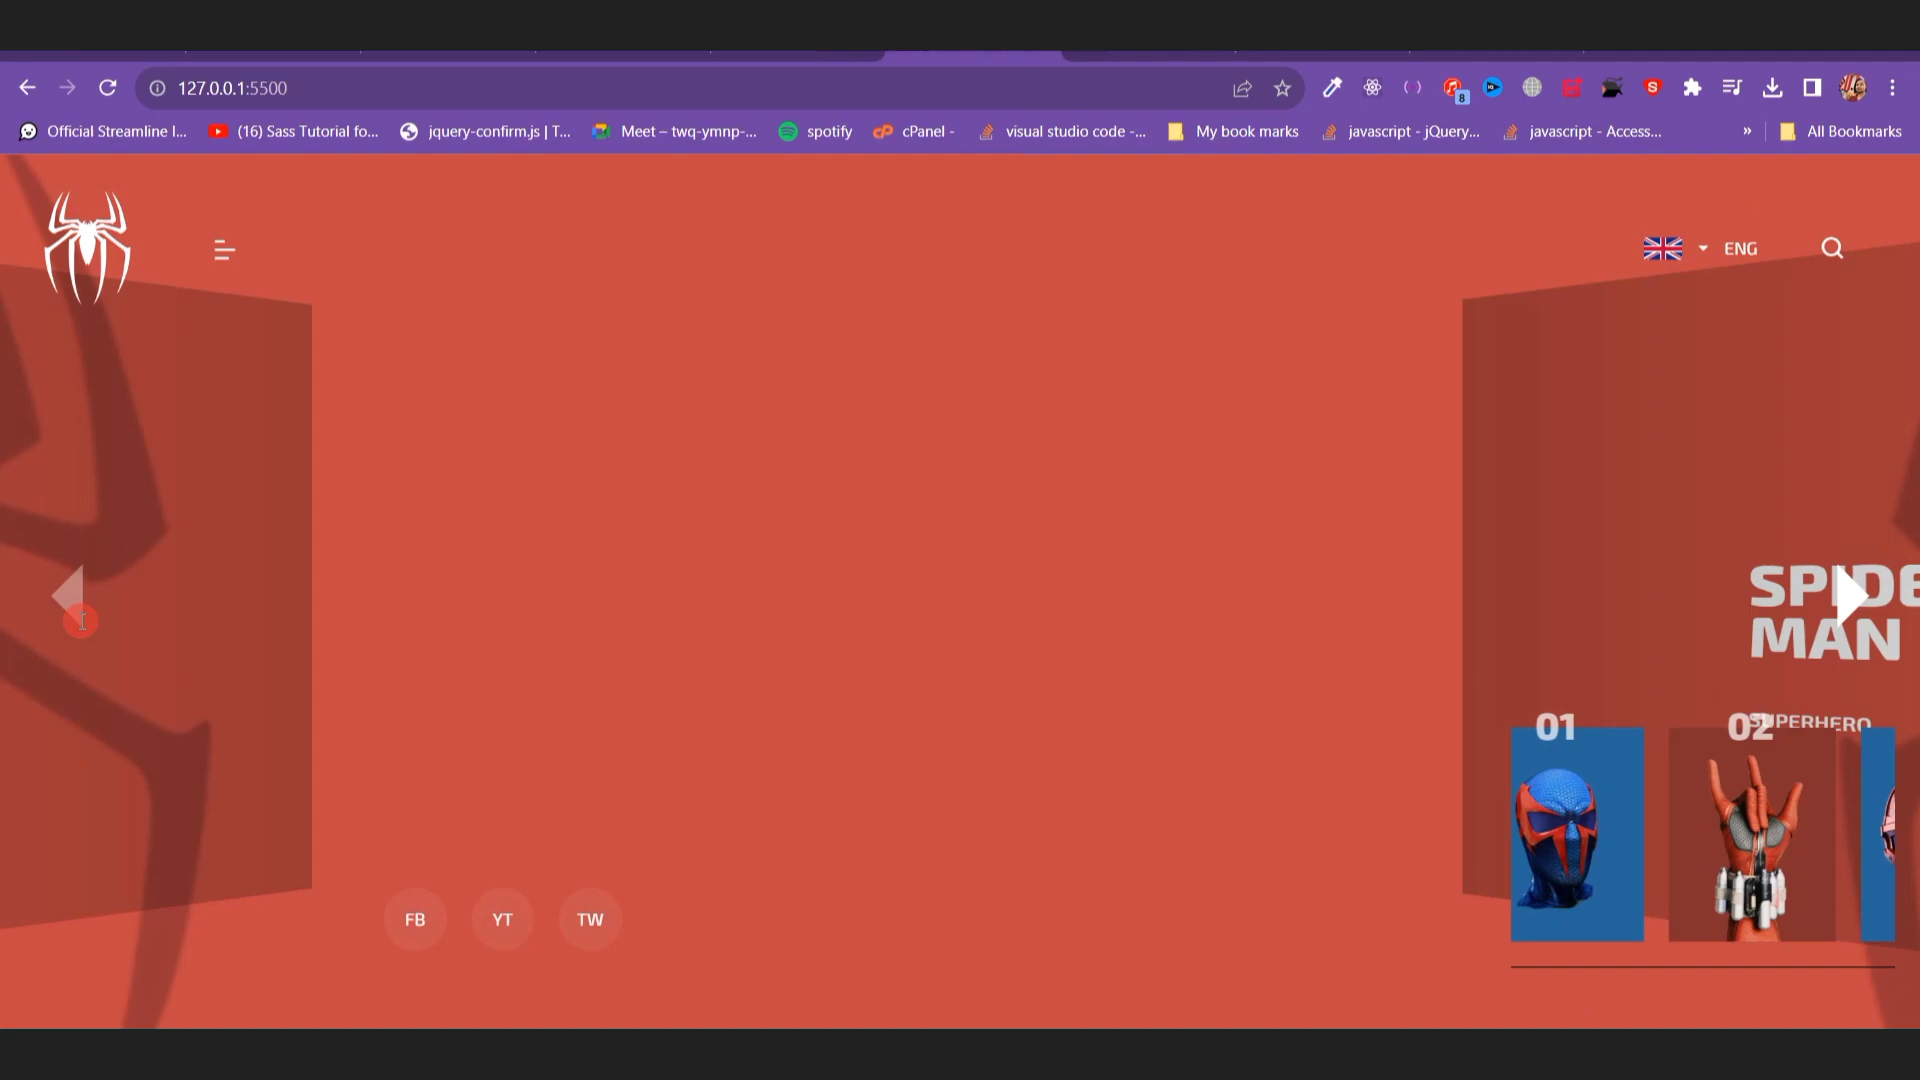 127.0.0.1:5500
8
Official Streamline I...
(16) Sass Tutorial fo...
jquery-confirm.js | T...
Meet – twq-ymnp-...
spotify
cPanel -
visual studio code -...
My book marks
javascript - jQuery...
javascript - Access...
»
All Bookmarks
ENG
SPIDE
MAN
SUPERHERO
01
02
FB
YT
TW